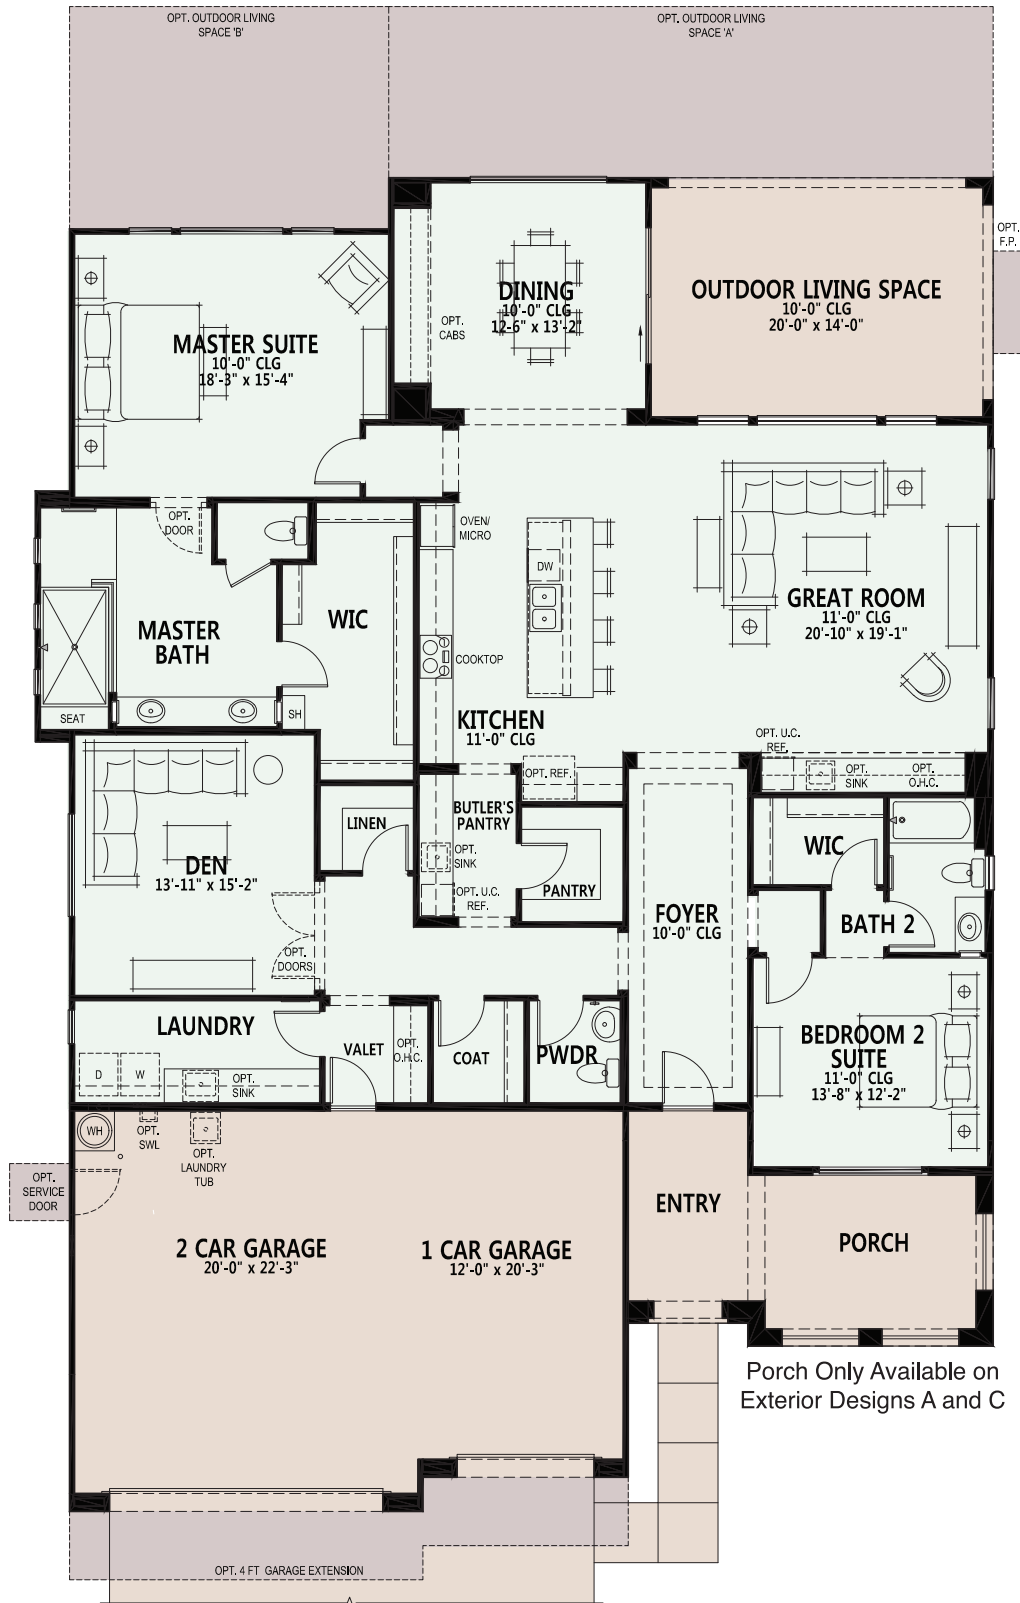 OPT. OUTDOOR LIVING
SPACE 'B'
OPT. OUTDOOR LIVING
SPACE 'A'
OPT.
F.P.
MASTER SUITE
10'-0" CLG
18'-3" x 15'-4"
OPT.
CABS
DINING
10'-0" CLG
12'-6" x 13'-2"
OUTDOOR LIVING SPACE
10'-0" CLG
20'-0" x 14'-0"
OPT.
DOOR
MASTER
BATH
SEAT
WIC
SH
OVEN/
MICRO
DW
COOKTOP
KITCHEN
11'-0" CLG
GREAT ROOM
11'-0" CLG
20'-10" x 19'-1"
OPT. U.C.
REF.
OPT.
SINK
OPT.
O.H.C.
OPT. REF.
DEN
13'-11" x 15'-2"
OPT.
DOORS
LINEN
BUTLER'S
PANTRY
OPT.
SINK
OPT. U.C.
REF.
PANTRY
FOYER
10'-0" CLG
WIC
BATH 2
BEDROOM 2
SUITE
11'-0" CLG
13'-8" x 12'-2"
LAUNDRY
D
W
OPT.
SINK
VALET
OPT.
O.H.C.
COAT
PWDR
WH
OPT.
SWL
OPT.
LAUNDRY
TUB
OPT.
SERVICE
DOOR
2 CAR GARAGE
20'-0" x 22'-3"
1 CAR GARAGE
12'-0" x 20'-3"
ENTRY
PORCH
Porch Only Available on
Exterior Designs A and C
OPT. 4 FT GARAGE EXTENSION